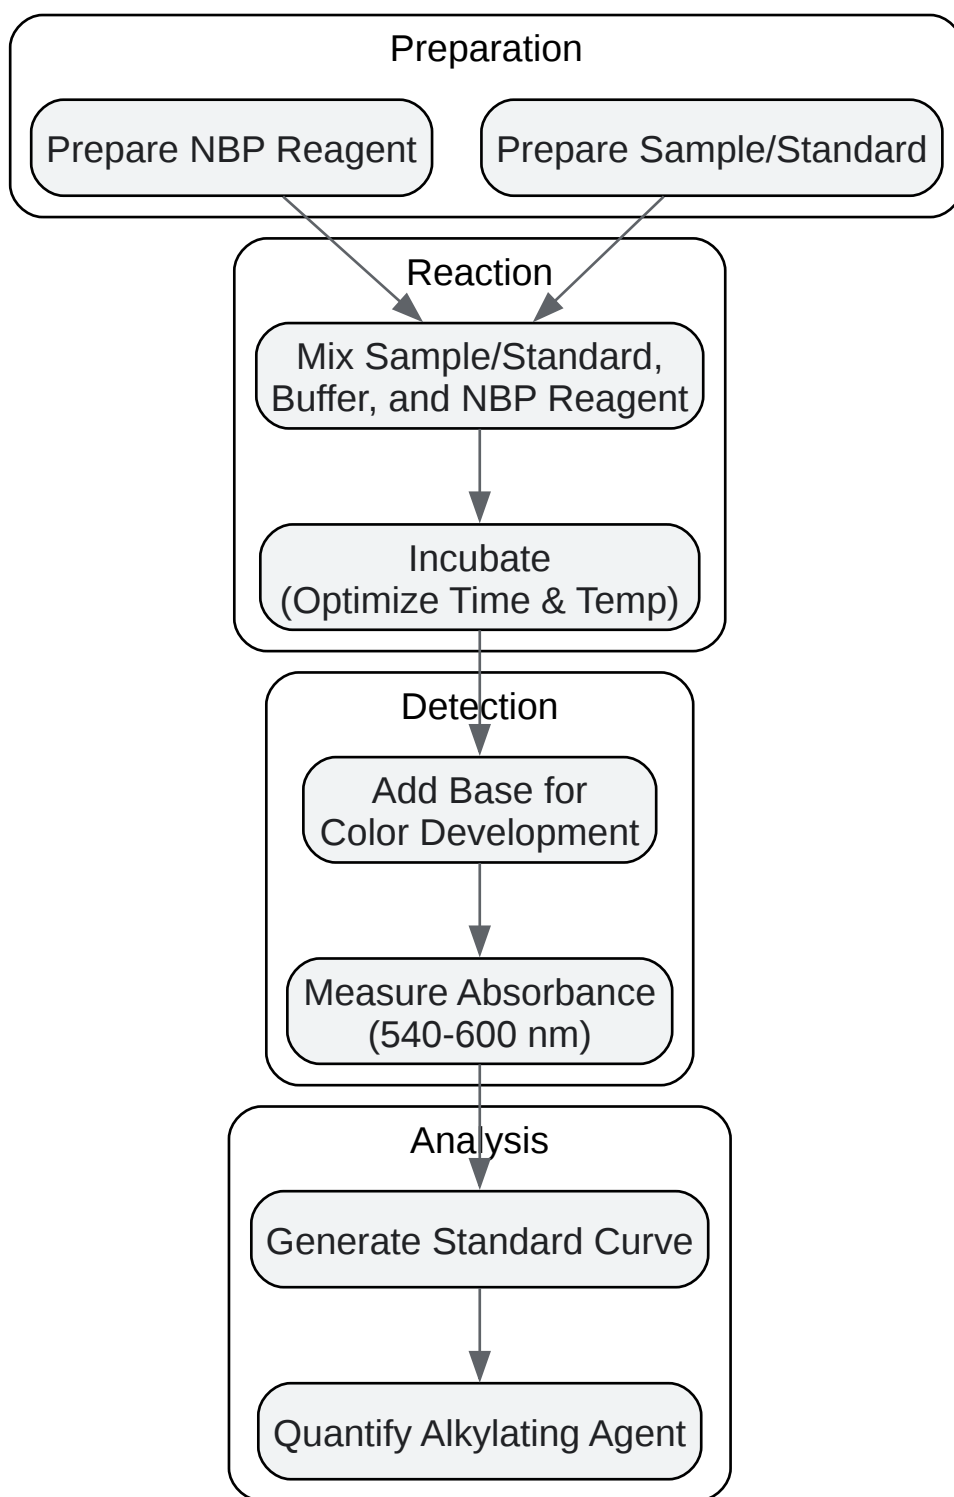 Preparation
Prepare NBP Reagent
Prepare Sample/Standard
Reaction
Mix Sample/Standard,
Buffer, and NBP Reagent
Incubate
(Optimize Time & Temp)
Detection
Add Base for
Color Development
Measure Absorbance
(540-600 nm)
Analysis
Generate Standard Curve
Quantify Alkylating Agent